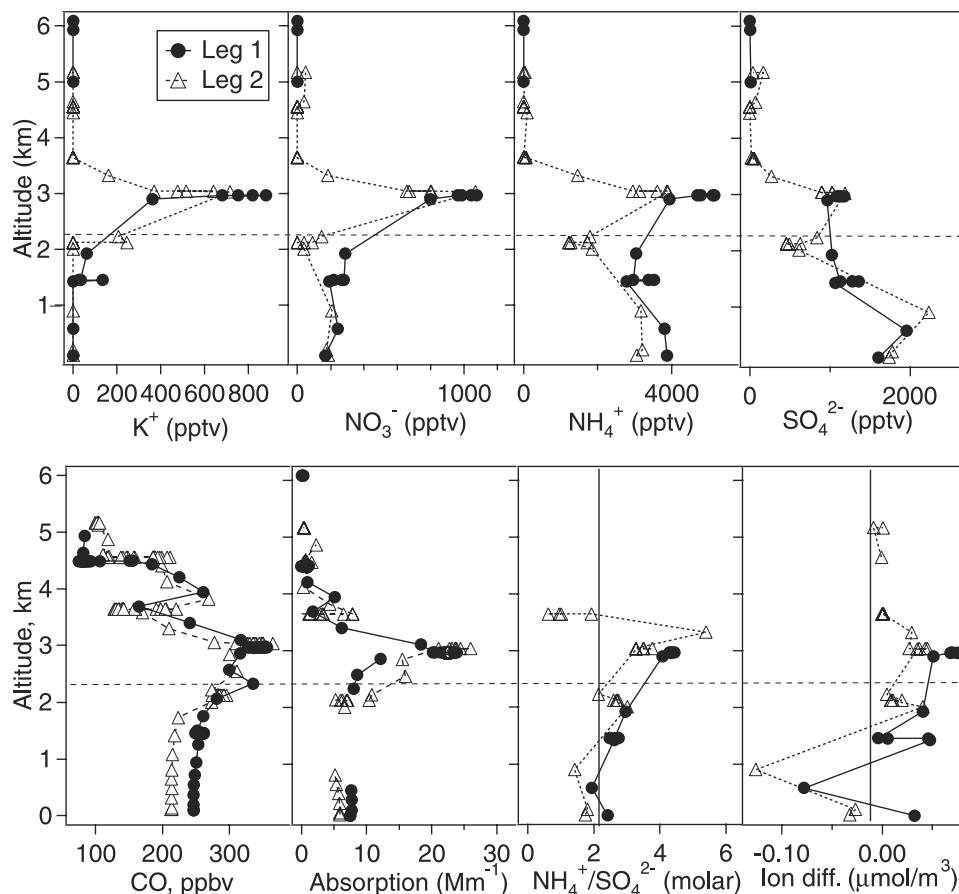 6
5
4
3
2
1
Altitude (km)
Leg 1
Leg 2
0 200 400 600 800
0 1000
0 4000
0 2000
K+ (pptv)
NO3- (pptv)
NH4+ (pptv)
SO42- (pptv)
6
5
4
3
2
1
0
Altitude, km
100 200 300
0 10 20 30
0 2 4 6
-0.10 0.00
CO, ppbv
Absorption (Mm-1)
NH4+/SO42- (molar)
Ion diff. (μmol/m3)